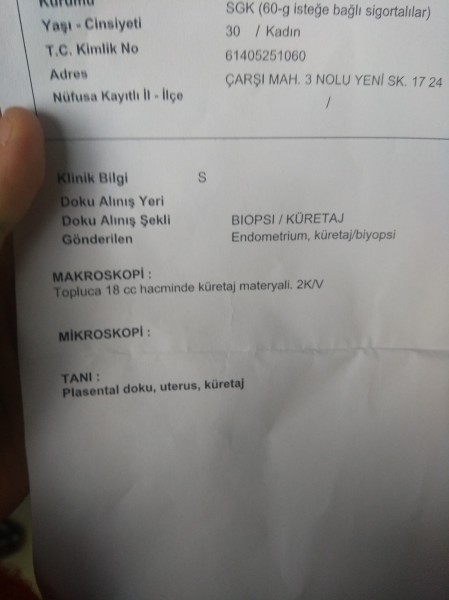 Kurumu SGK (60-g İsteğe bağlı sigortalılar)
Yaşı - Cinsiyeti 30 / Kadın
T.C. Kimlik No 61405251060
Adres ÇARŞI MAH. 3 NOLU YENİ SK. 17 24
Nüfusa Kayıtlı İl - İlçe /
Klinik Bilgi S
Doku Alınış Yeri
Doku Alınış Şekli BIOPSI / KÜRETAJ
Gönderilen Endometrium, küretaj/biyopsi
MAKROSKOPİ :
Topluca 18 cc hacminde küretaj materyali. 2K/V
MİKROSKOPİ :
TANI :
Plasental doku, uterus, küretaj